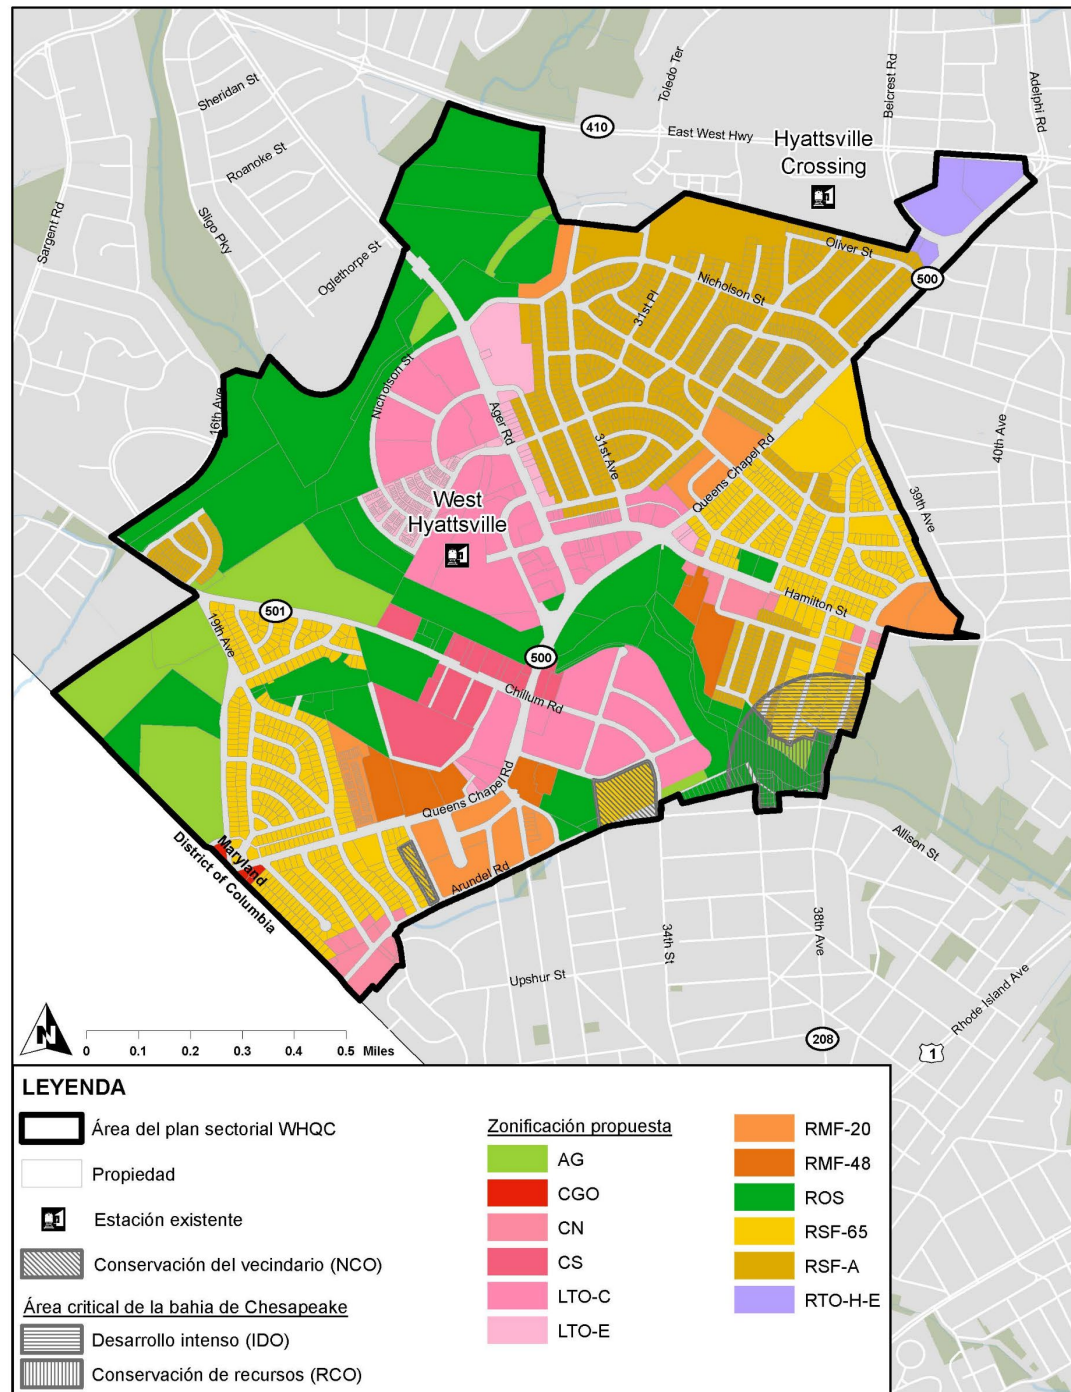 Sheridan St
Toledo Ter
Belcrest Rd
Adelphi Rd
410
East West Hwy
Roanoke St
Hyattsville
Crossing
Sargent Rd
Sligo Pky
Oliver St
Oglethorpe St
Nicholson St
500
31st Pl
Nicholson St
16th Ave
Ager Rd
31st Ave
40th Ave
Queens Chapel Rd
39th Ave
West
Hyattsville
Hamilton St
501
19th Ave
500
Chillum Rd
Queens Chapel Rd
Allison St
Maryland
District of Columbia
Arundel Rd
34th St
38th Ave
Upshur St
Rhode Island Ave
208
1
N
0 0.1 0.2 0.3 0.4 0.5 Miles
LEYENDA
Área del plan sectorial WHQC
Propiedad
Estación existente
Conservación del vecindario (NCO)
Área critical de la bahia de Chesapeake
Desarrollo intenso (IDO)
Conservación de recursos (RCO)
Zonificación propuesta
AG
CGO
CN
CS
LTO-C
LTO-E
RMF-20
RMF-48
ROS
RSF-65
RSF-A
RTO-H-E